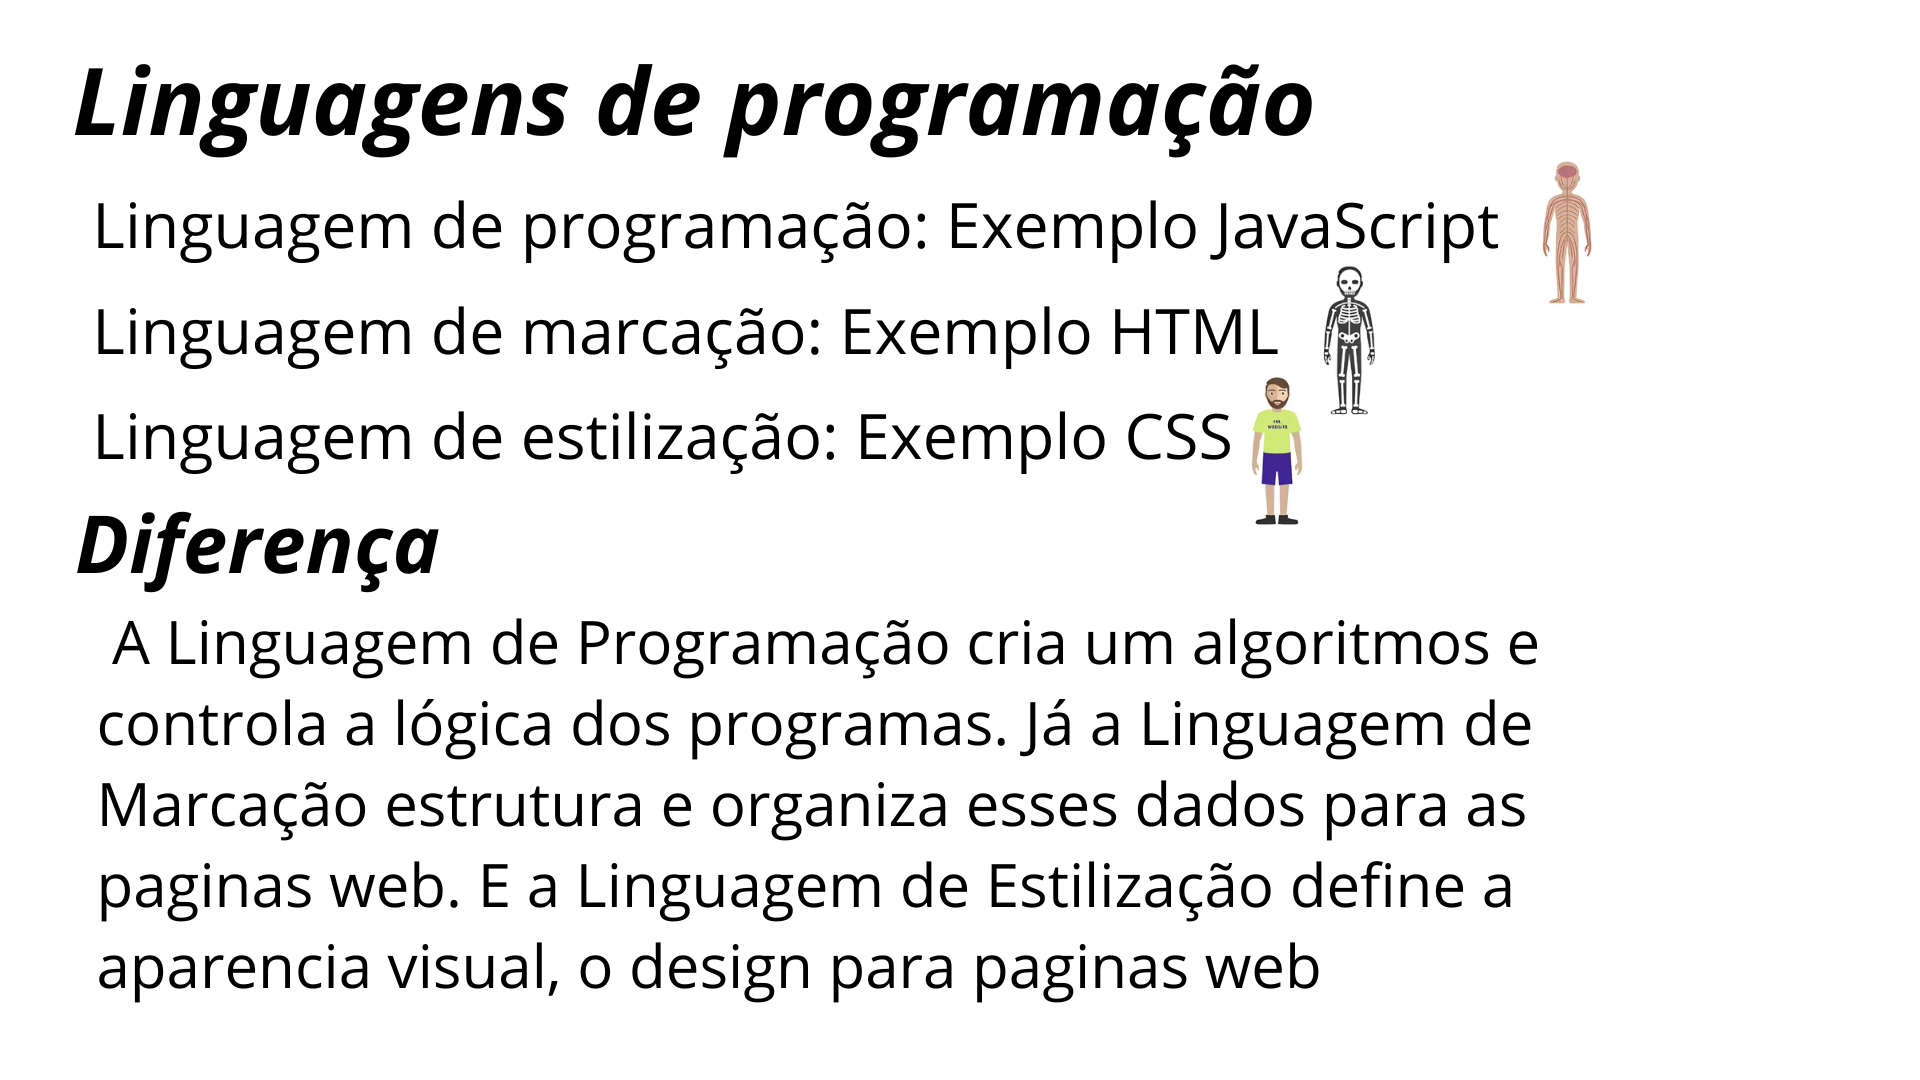 Linguagens de programação
Linguagem de programação: Exemplo JavaScript
Linguagem de marcação: Exemplo HTML
Linguagem de estilização: Exemplo CSS
Diferença
A Linguagem de Programação cria um algoritmos e
controla a lógica dos programas. Já a Linguagem de
Marcação estrutura e organiza esses dados para as
paginas web. E a Linguagem de Estilização define a
aparencia visual, o design para paginas web